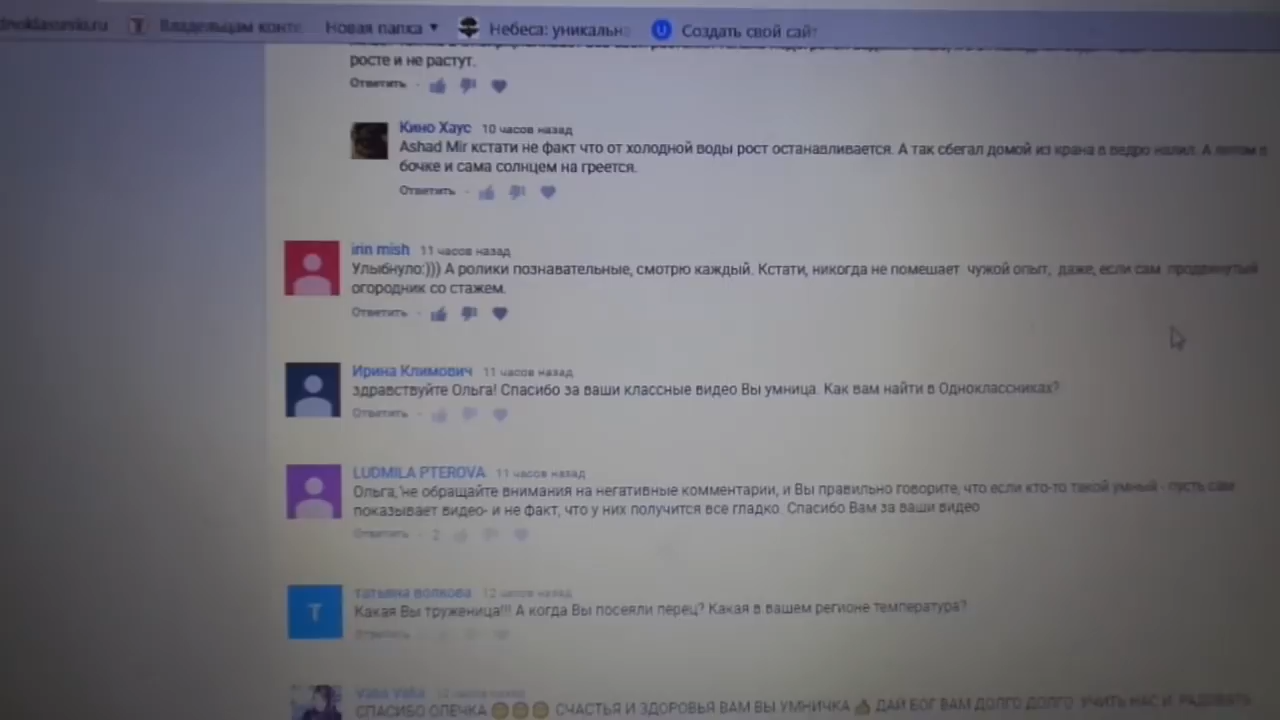 Владельцам конте
Новая папка
Небеса: уникальн
Создать свой сайт
росте и не растут.
Ответить
Кино Хаус 10 часов назад
Ashad Mir кстати не факт что от холодной воды рост останавливается. А так сбегал домой из крана в ведро налил. А летом в
бочке и сама солнцем на греется.
Ответить
irin mish 11 часов назад
Улыбнуло:))) А ролики познавательные, смотрю каждый. Кстати, никогда не помешает чужой опыт, даже, если сам продвинутый
огородник со стажем.
Ответить
Ирина Климович 11 часов назад
здравствуйте Ольга! Спасибо за ваши классные видео Вы умница. Как вам найти в Одноклассниках?
Ответить
LUDMILA PTEROVA 11 часов назад
Ольга, не обращайте внимания на негативные комментарии, и Вы правильно говорите, что если кто-то такой умный - пусть сам
показывает видео- и не факт, что у них получится все гладко. Спасибо Вам за ваши видео
Ответить 2
татьяна волкова 12 часов назад
Т
Какая Вы труженица!!! А когда Вы посеяли перец? Какая в вашем регионе температура?
Ответить
Vaba Vaba 12 часов назад
СПАСИБО ОЛЕЧКА СЧАСТЬЯ И ЗДОРОВЬЯ ВАМ ВЫ УМНИЧКА ДАЙ БОГ ВАМ ДОЛГО ДОЛГО УЧИТЬ НАС И РАДОВАТЬ